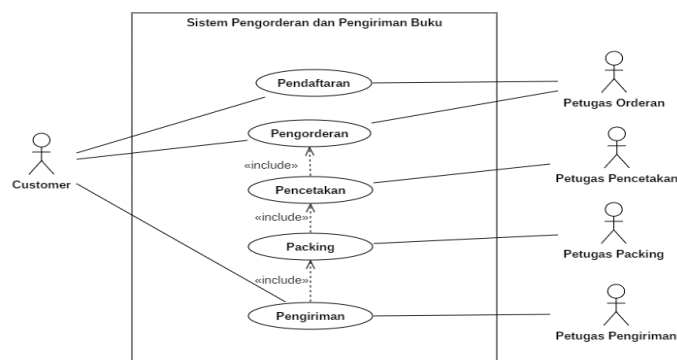 Sistem Pengorderan dan Pengiriman Buku
Pendaftaran
Petugas Orderan
Pengorderan
Customer
«include»
Pencetakan
Petugas Pencetakan
«include»
Packing
Petugas Packing
«include»
Pengiriman
Petugas Pengiriman